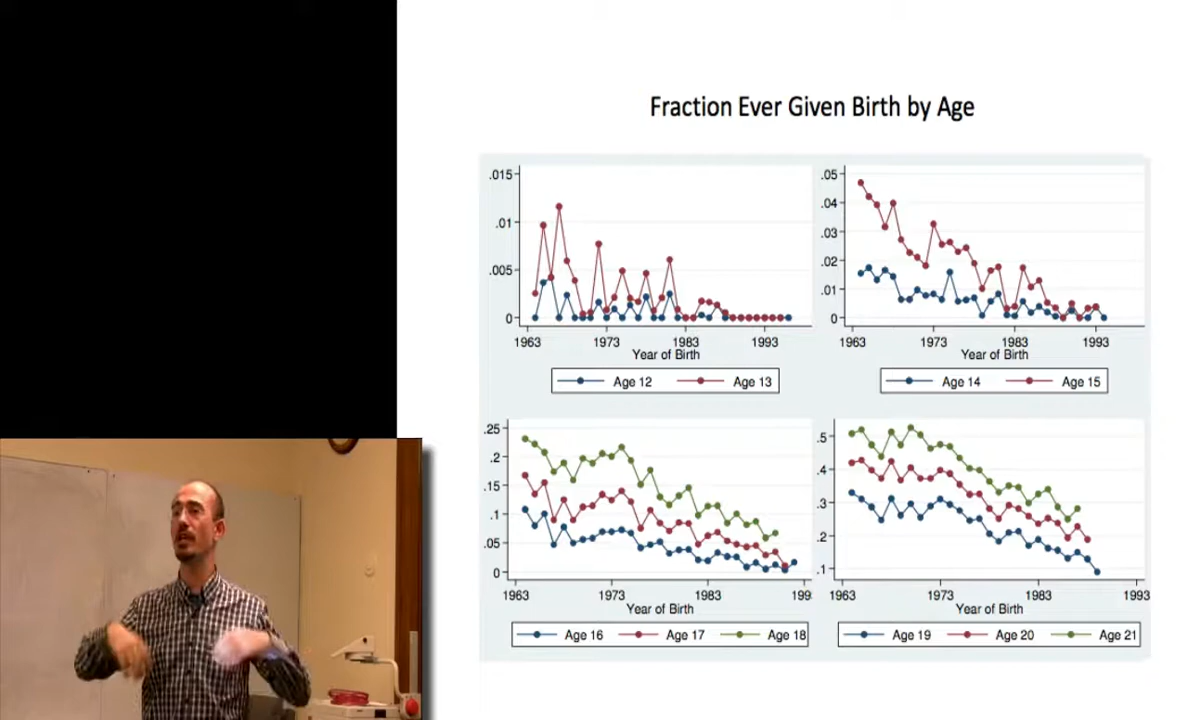 Fraction Ever Given Birth by Age
.015
.01
.005
0
1963 1973 1983 1993
Year of Birth
Age 12 Age 13
.05
.04
.03
.02
.01
0
1963 1973 1983 1993
Year of Birth
Age 14 Age 15
.25
.2
.15
.1
.05
0
1963 1973 1983 199
Year of Birth
Age 16 Age 17 Age 18
.5
.4
.3
.2
.1
1963 1973 1983 1993
Year of Birth
Age 19 Age 20 Age 21